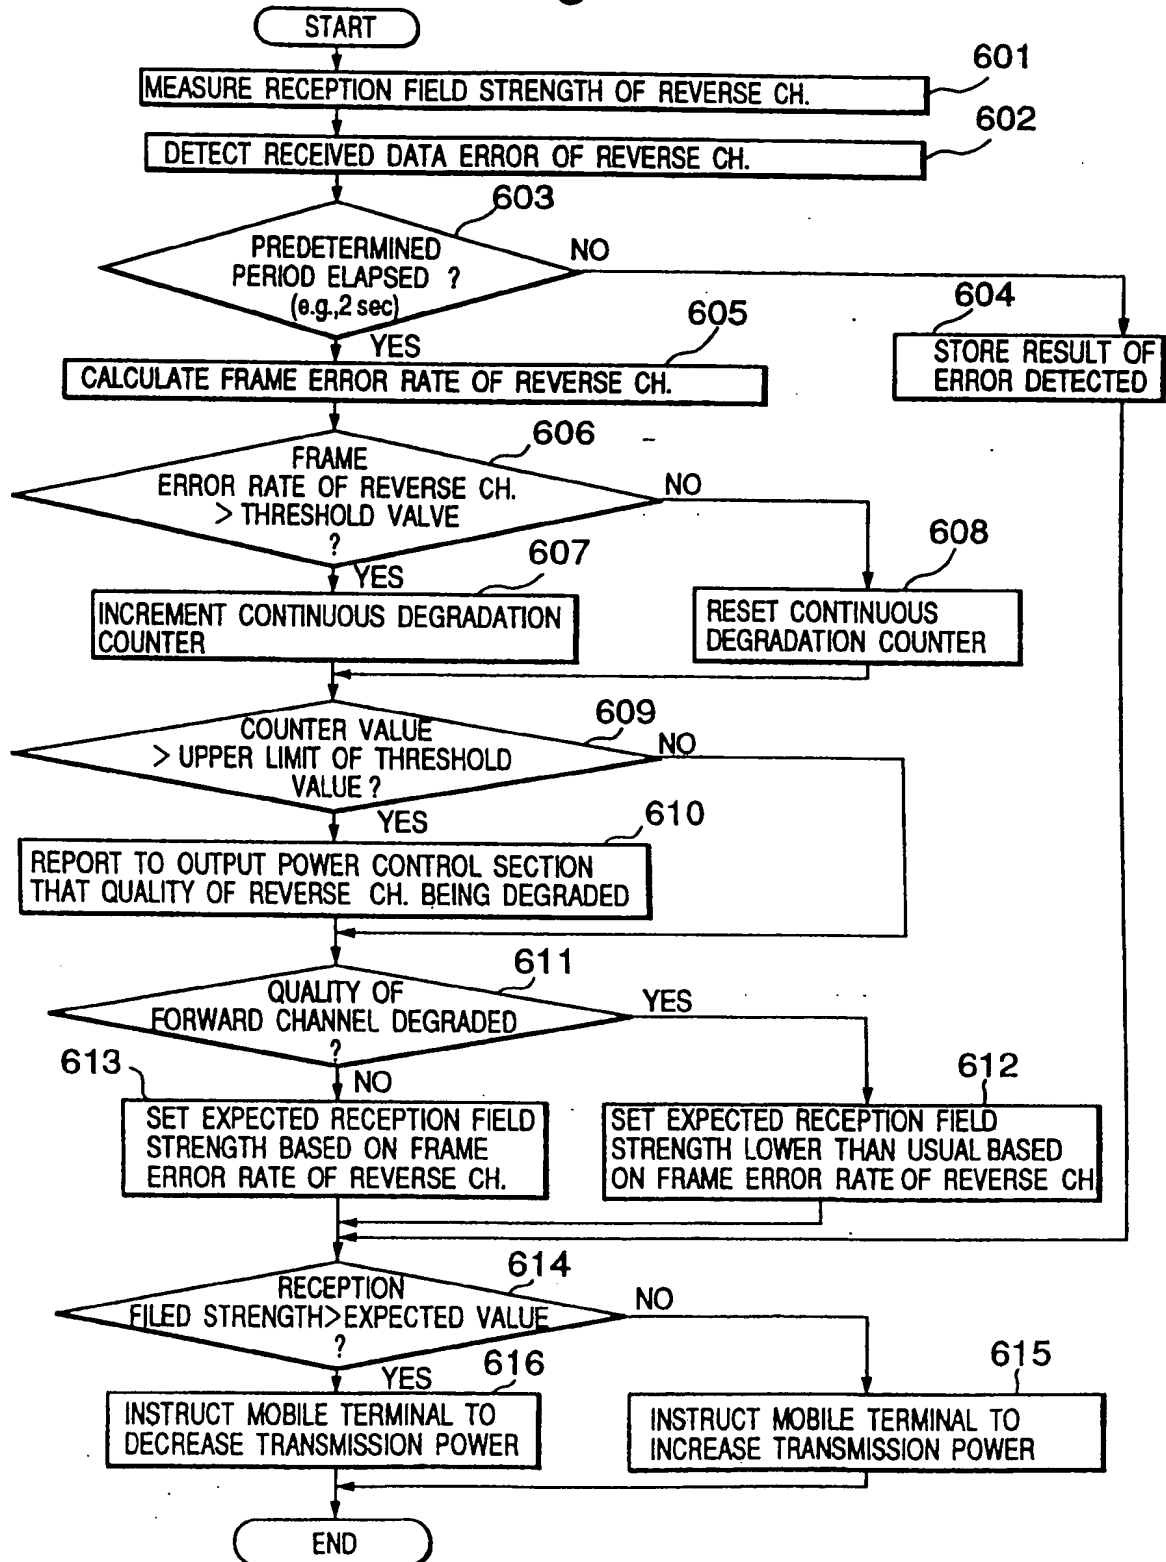 START
601
MEASURE RECEPTION FIELD STRENGTH OF REVERSE CH.
602
DETECT RECEIVED DATA ERROR OF REVERSE CH.
603
PREDETERMINED
PERIOD ELAPSED ?
(e.g.,2 sec)
NO
YES
604
STORE RESULT OF
ERROR DETECTED
605
CALCULATE FRAME ERROR RATE OF REVERSE CH.
606
FRAME
ERROR RATE OF REVERSE CH.
> THRESHOLD VALVE
?
NO
YES
607
INCREMENT CONTINUOUS DEGRADATION
COUNTER
608
RESET CONTINUOUS
DEGRADATION COUNTER
609
COUNTER VALUE
> UPPER LIMIT OF THRESHOLD
VALUE ?
NO
YES
610
REPORT TO OUTPUT POWER CONTROL SECTION
THAT QUALITY OF REVERSE CH. BEING DEGRADED
611
QUALITY OF
FORWARD CHANNEL DEGRADED
?
YES
NO
613
SET EXPECTED RECEPTION FIELD
STRENGTH BASED ON FRAME
ERROR RATE OF REVERSE CH.
612
SET EXPECTED RECEPTION FIELD
STRENGTH LOWER THAN USUAL BASED
ON FRAME ERROR RATE OF REVERSE CH.
614
RECEPTION
FILED STRENGTH>EXPECTED VALUE
?
NO
YES
616
INSTRUCT MOBILE TERMINAL TO
DECREASE TRANSMISSION POWER
615
INSTRUCT MOBILE TERMINAL TO
INCREASE TRANSMISSION POWER
END